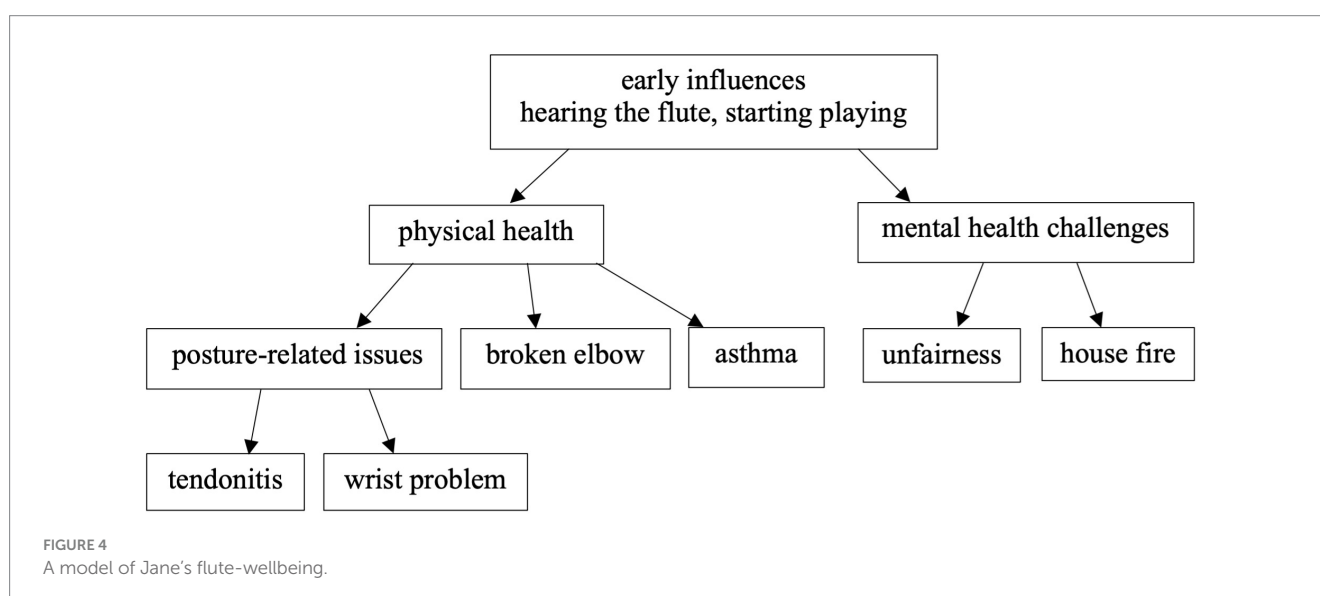 early influences
hearing the flute, starting playing
physical health
mental health challenges
posture-related issues
broken elbow
asthma
unfairness
house fire
tendonitis
wrist problem
FIGURE 4
A model of Jane's flute-wellbeing.